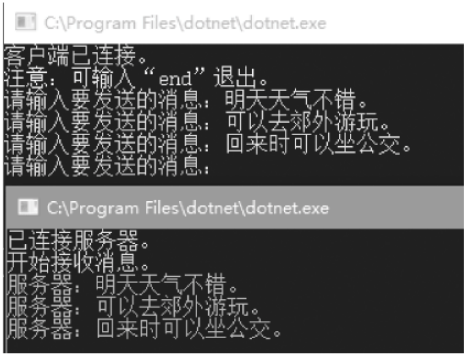 C:\Program Files\dotnet\dotnet.exe
客户端已连接。
注意：可输入“end”退出。
请输入要发送的消息：明天天气不错。
请输入要发送的消息：可以去郊外游玩。
请输入要发送的消息：回来时可以坐公交。
请输入要发送的消息：
C:\Program Files\dotnet\dotnet.exe
已连接服务器。
开始接收消息。
服务器：明天天气不错。
服务器：可以去郊外游玩。
服务器：回来时可以坐公交。